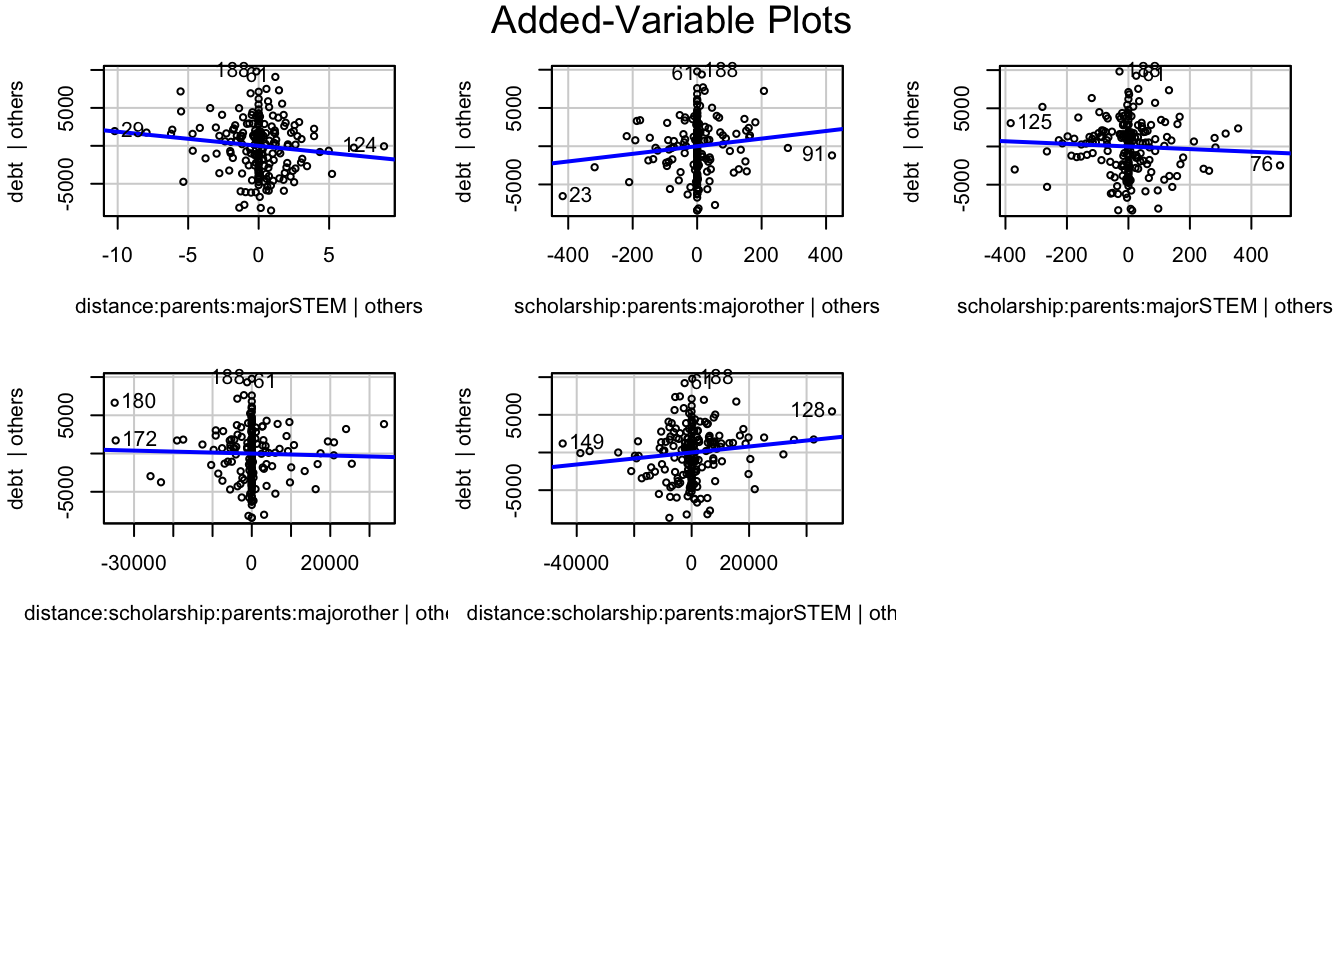 Added-Variable Plots
debt | others
5000
-5000
188
61
29
124
-10 -5 0 5
distance:parents:majorSTEM | others
debt | others
5000
-5000
61 188
91
23
-400 -200 0 200 400
scholarship:parents:majorother | others
debt | others
5000
-5000
188
61
125
76
-400 -200 0 200 400
scholarship:parents:majorSTEM | others
debt | others
5000
-5000
188 61
180
172
-30000 0 20000
distance:scholarship:parents:majorother | othe
debt | others
5000
-5000
61 188
128
149
-40000 0 20000
distance:scholarship:parents:majorSTEM | oth